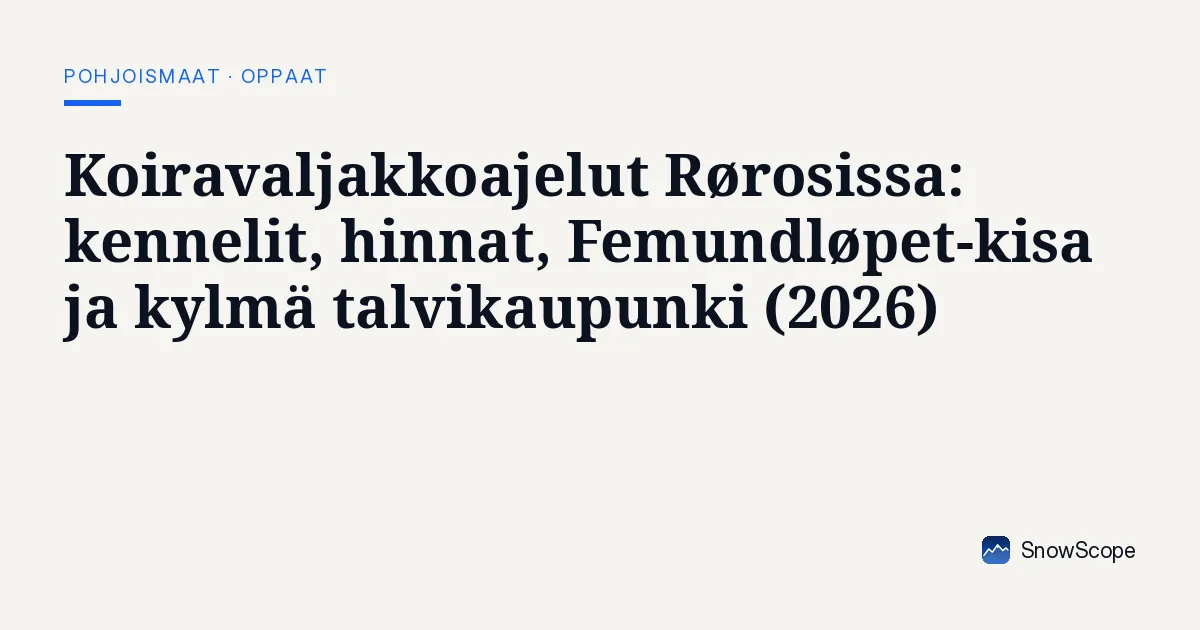 POHJOISMAAT · OPPAAT
Koiravaljakkoajelut Rørosissa:
kennelit, hinnat, Femundløpet-kisa
ja kylmä talvikaupunki (2026)
SnowScope